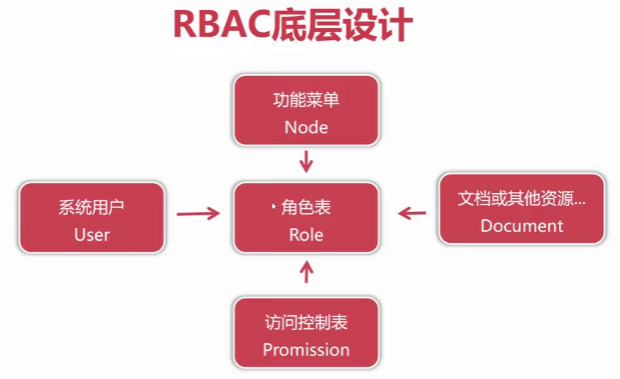 RBAC底层设计
功能菜单
Node
系统用户
User
角色表
Role
文档或其他资源...
Document
访问控制表
Promission